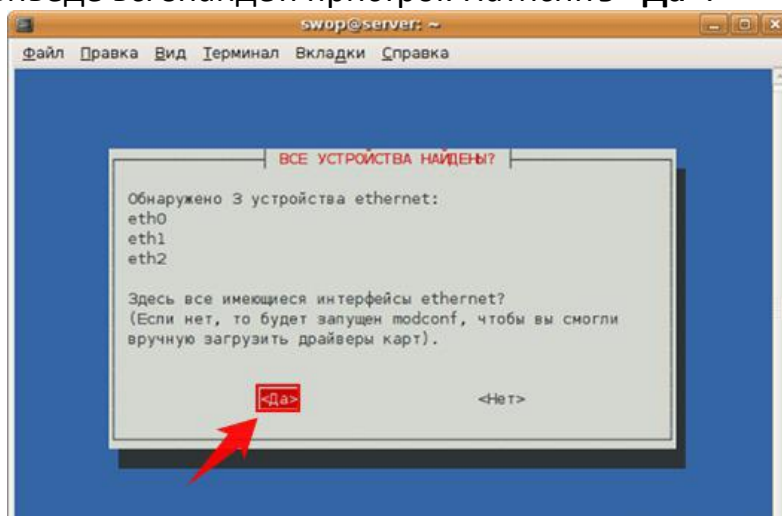 swop@server: ~
Файл Правка Вид Терминал Вкладки Справка
ВСЕ УСТРОЙСТВА НАЙДЕНЫ?
Обнаружено 3 устройства ethernet:
eth0
eth1
eth2
Здесь все имеющиеся интерфейсы ethernet?
(Если нет, то будет запущен modconf, чтобы вы смогли
вручную загрузить драйверы карт).
<Да> <Нет>